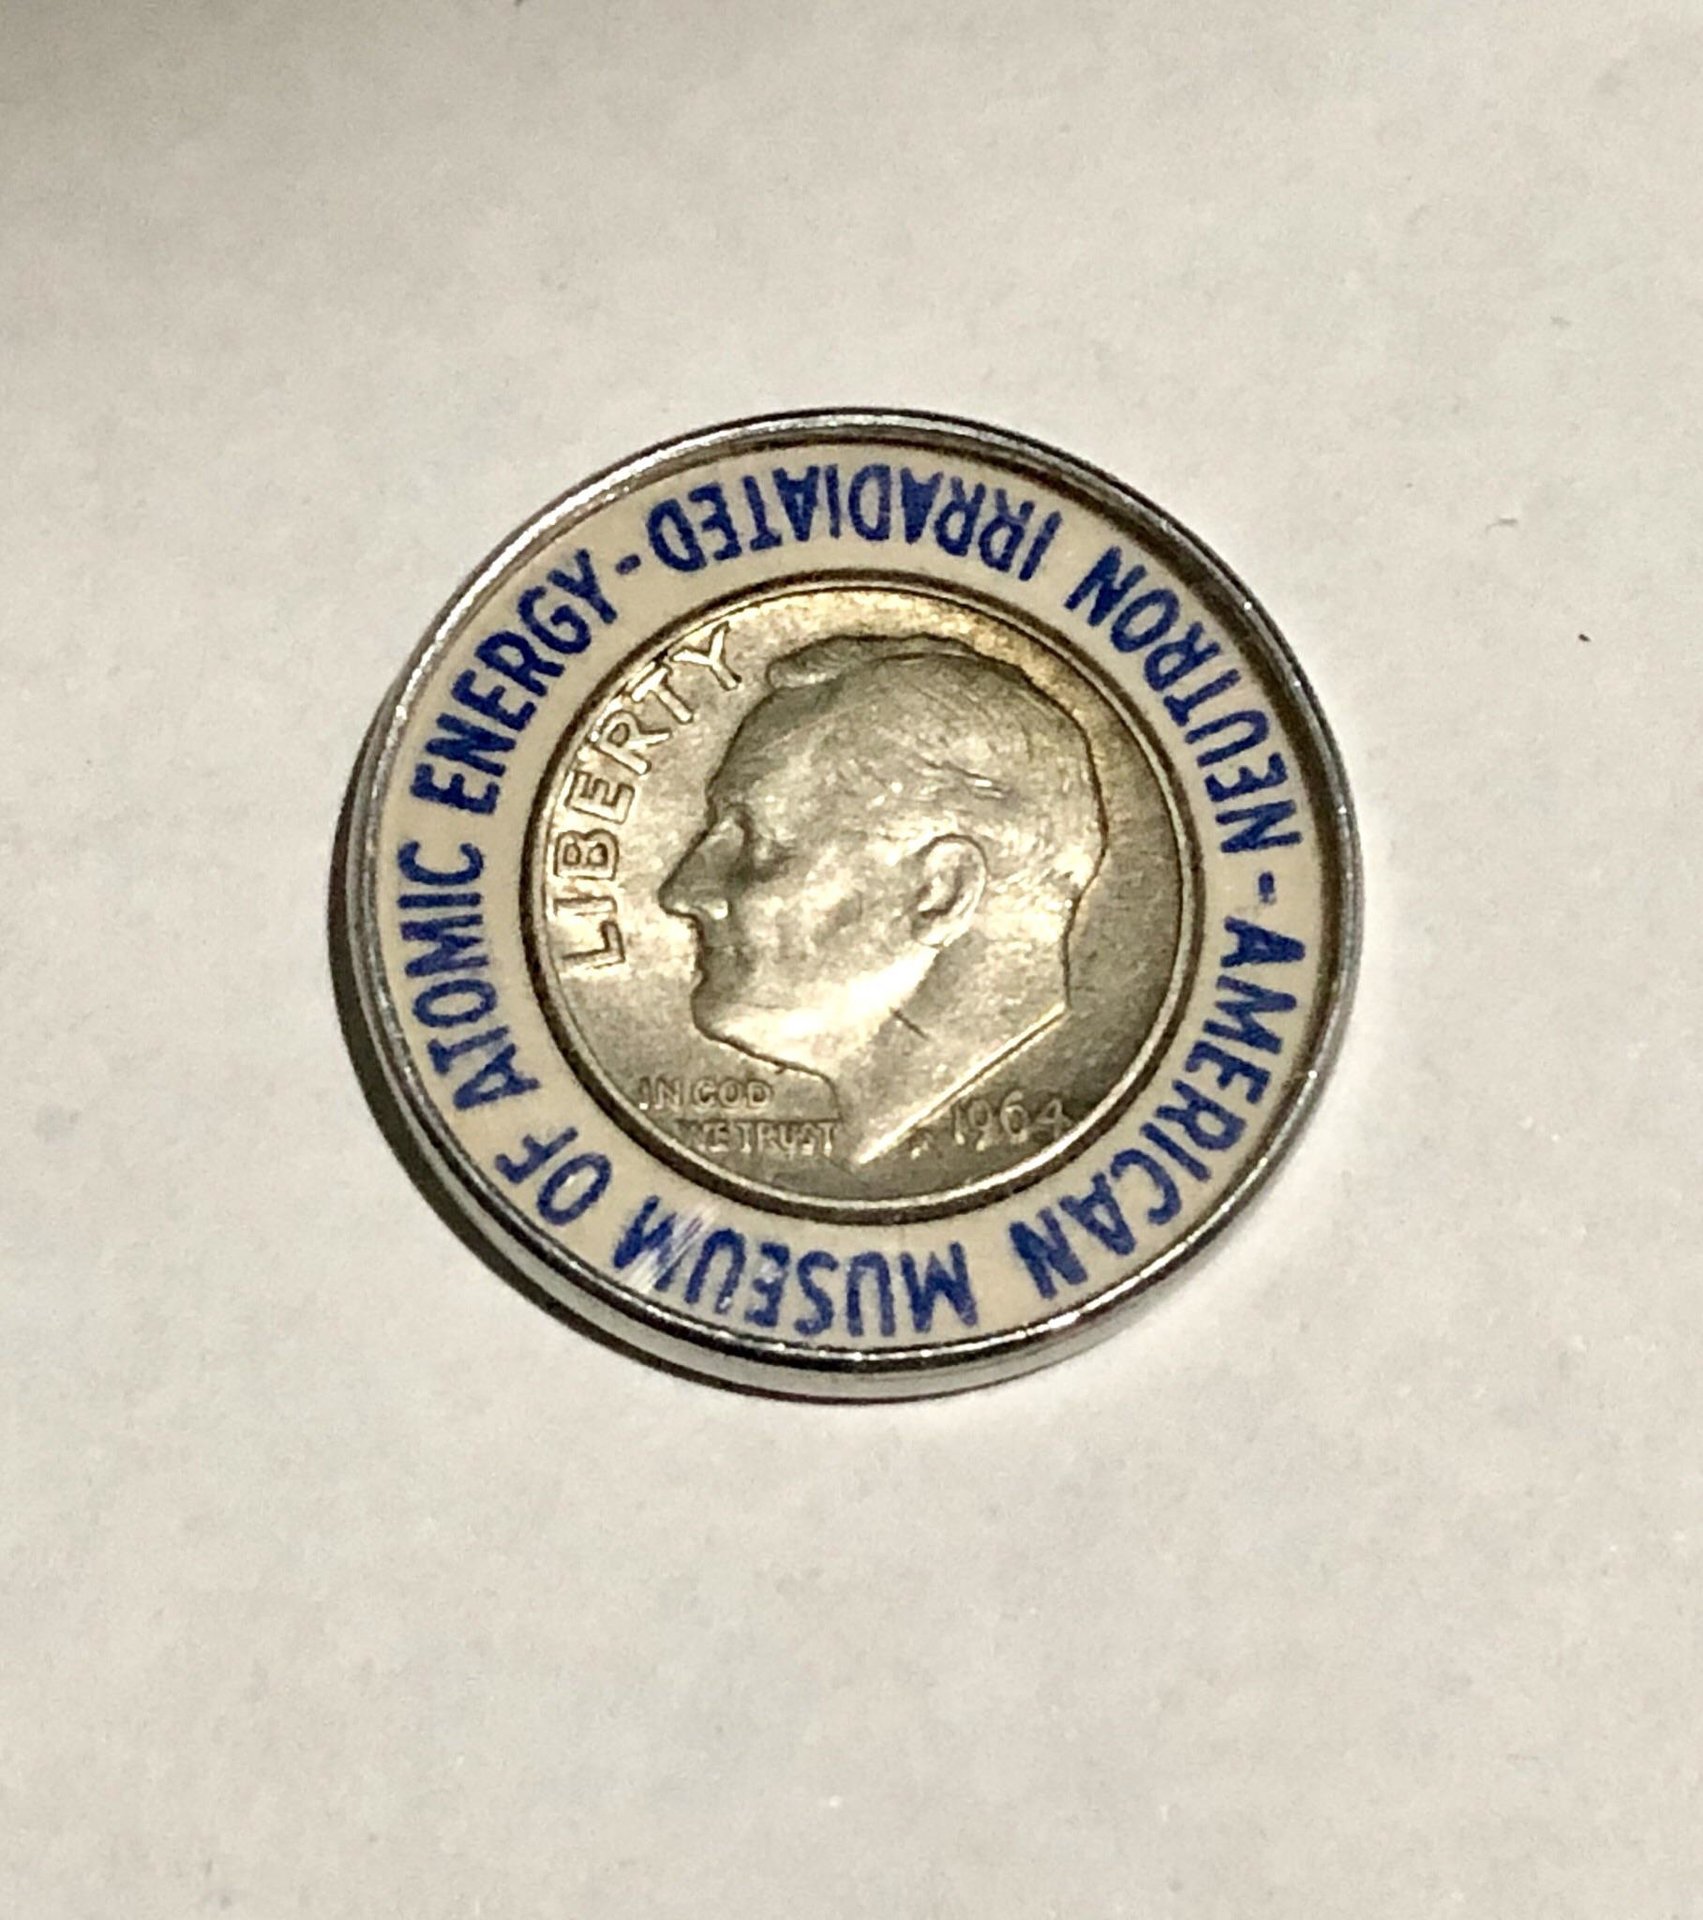 AMERICAN MUSEUM OF ATOMIC ENERGY - NEUTRON IRRADIATED -
LIBERTY
IN GOD
WE TRUST
1964